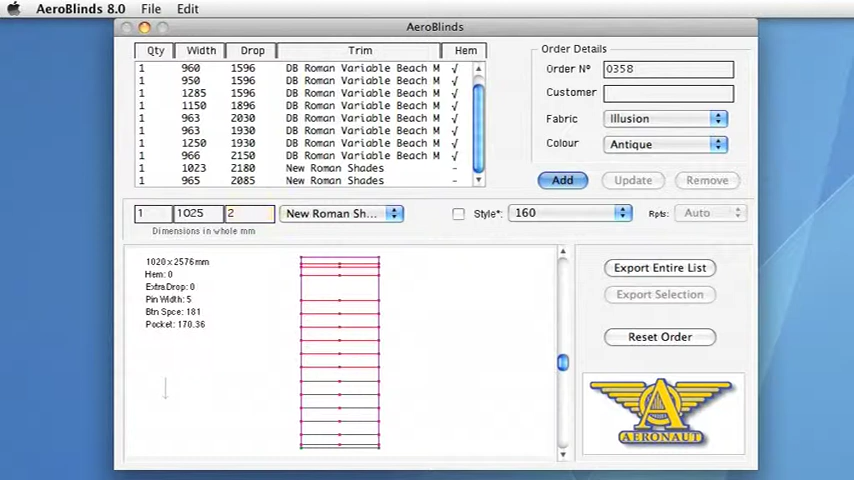 AeroBlinds 8.0 File Edit
AeroBlinds
Qty Width Drop Trim Hem
1 960 1596 DB Roman Variable Beach M √
1 950 1596 DB Roman Variable Beach M √
1 1285 1596 DB Roman Variable Beach M √
1 1150 1896 DB Roman Variable Beach M √
1 963 2030 DB Roman Variable Beach M √
1 963 1930 DB Roman Variable Beach M √
1 1250 1930 DB Roman Variable Beach M √
1 966 2150 DB Roman Variable Beach M √
1 1023 2180 New Roman Shades -
1 965 2085 New Roman Shades -
Order Details
Order Nº 0358
Customer
Fabric Illusion
Colour Antique
Add Update Remove
1 1025 2 New Roman Sh... Style*: 160 Rpts: Auto
Dimensions in whole mm
1020 x 2576mm
Hem: 0
Extra Drop: 0
Pin Width: 5
Btn Spce: 181
Pocket: 170.36
Export Entire List
Export Selection
Reset Order
A
AERONAUT